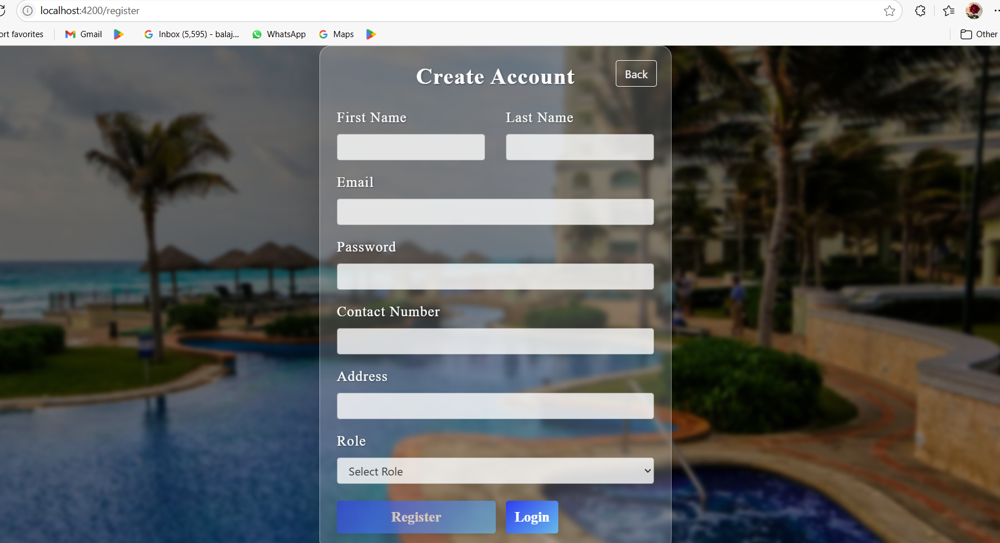 localhost:4200/register
ort favorites Gmail Inbox (5,595) - balaj... WhatsApp Maps Other
Create Account Back
First Name Last Name
Email
Password
Contact Number
Address
Role
Select Role
Register Login